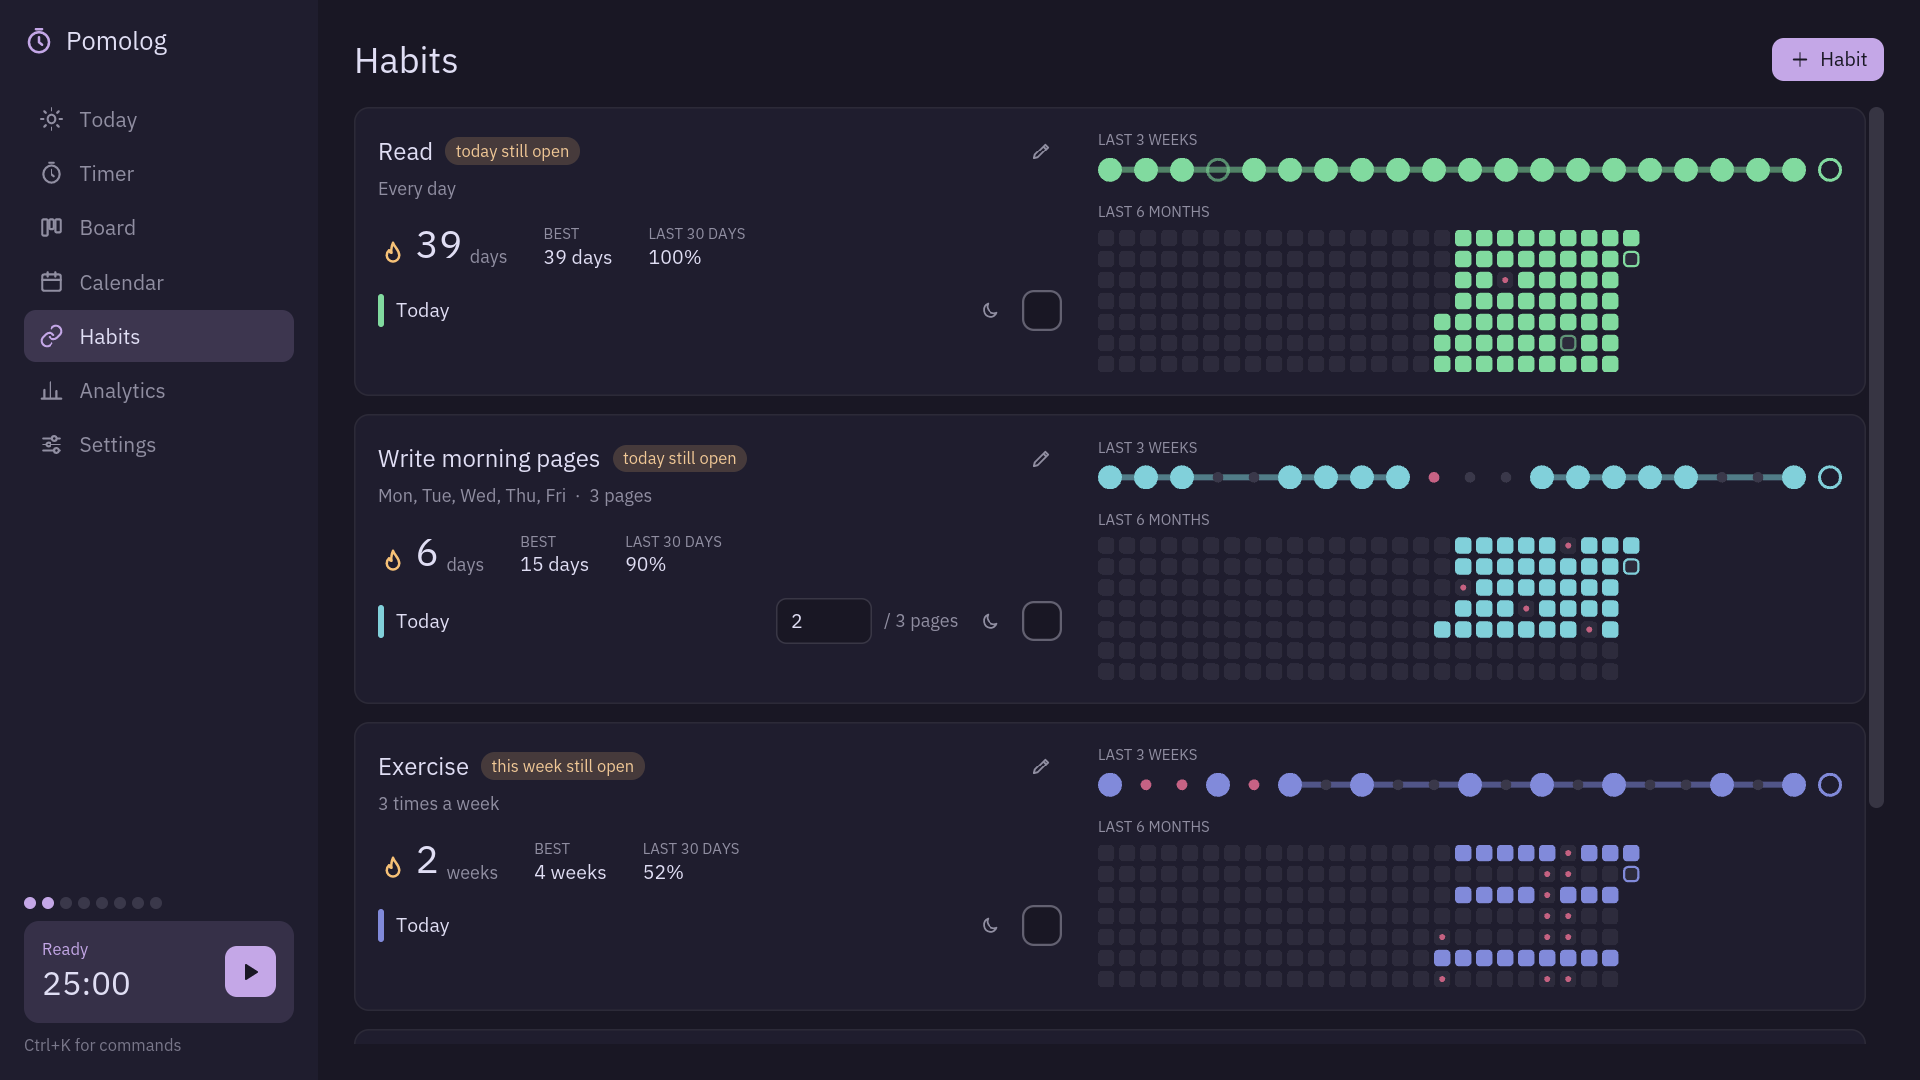 Pomolog
Today
Timer
Board
Calendar
Habits
Analytics
Settings
Ready
25:00
Ctrl+K for commands
Habits
+ Habit
Read today still open
Every day
39 days
BEST
39 days
LAST 30 DAYS
100%
Today
LAST 3 WEEKS
LAST 6 MONTHS
Write morning pages today still open
Mon, Tue, Wed, Thu, Fri · 3 pages
6 days
BEST
15 days
LAST 30 DAYS
90%
Today
2 / 3 pages
LAST 3 WEEKS
LAST 6 MONTHS
Exercise this week still open
3 times a week
2 weeks
BEST
4 weeks
LAST 30 DAYS
52%
Today
LAST 3 WEEKS
LAST 6 MONTHS